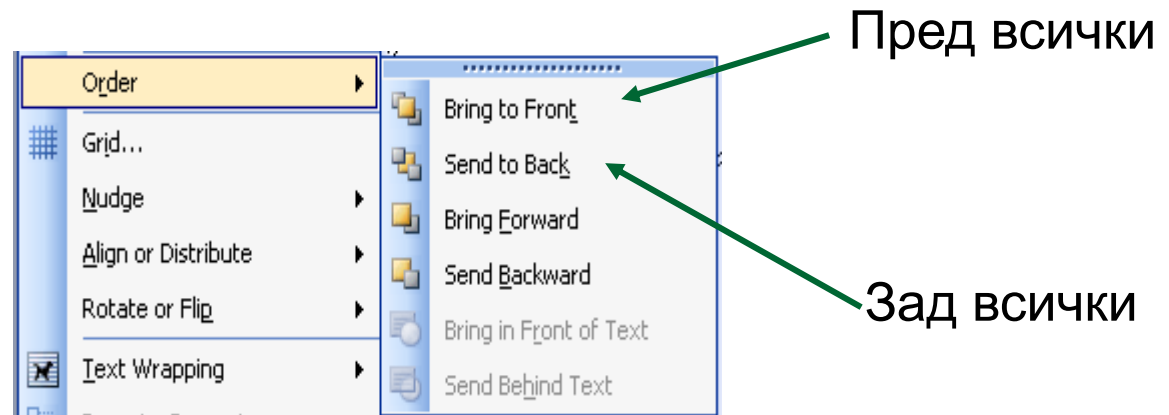 Пред всички
Order
Grid...
Nudge
Align or Distribute
Rotate or Flip
Text Wrapping
Bring to Front
Send to Back
Bring Forward
Send Backward
Bring in Front of Text
Send Behind Text
Зад всички